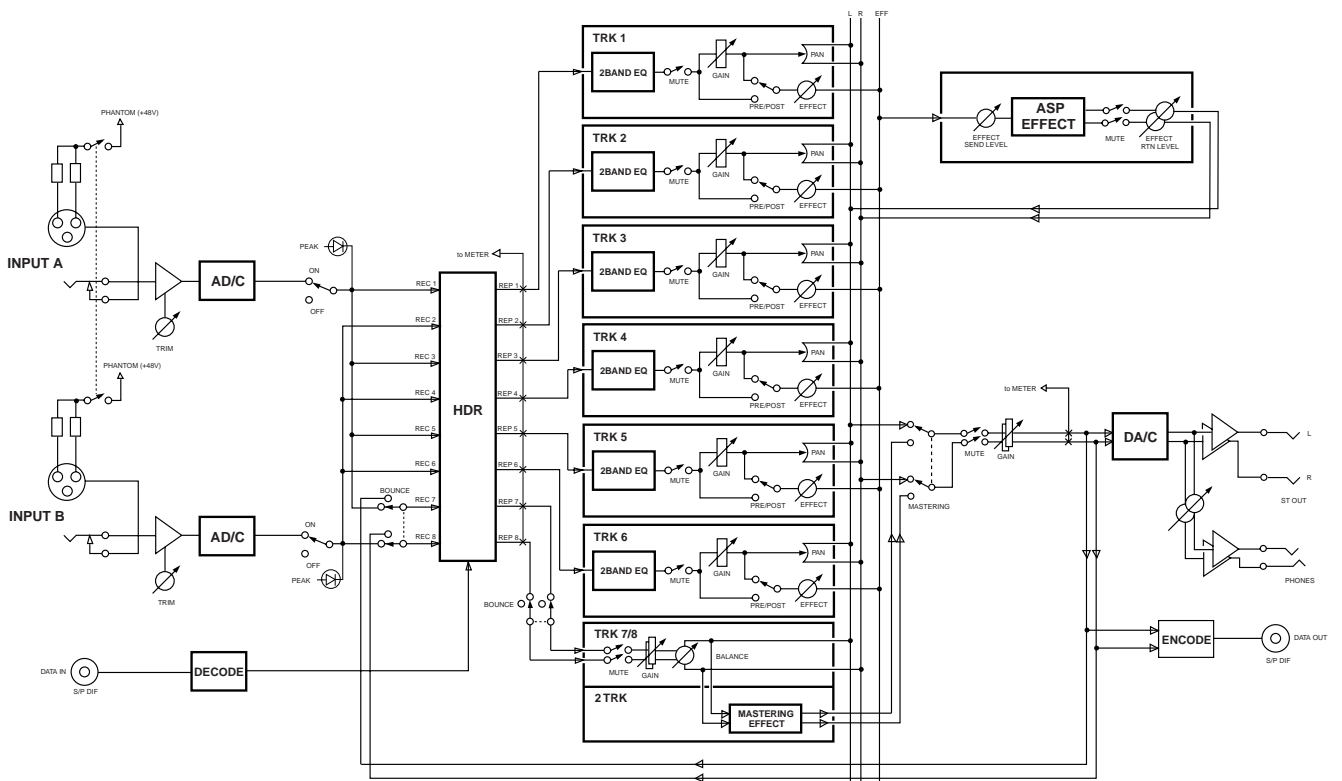 L R EFF
TRK 1
2BAND EQ
MUTE
GAIN
PAN
PRE/POST
EFFECT
TRK 2
2BAND EQ
MUTE
GAIN
PAN
PRE/POST
EFFECT
TRK 3
2BAND EQ
MUTE
GAIN
PAN
PRE/POST
EFFECT
TRK 4
2BAND EQ
MUTE
GAIN
PAN
PRE/POST
EFFECT
TRK 5
2BAND EQ
MUTE
GAIN
PAN
PRE/POST
EFFECT
TRK 6
2BAND EQ
MUTE
GAIN
PAN
PRE/POST
EFFECT
TRK 7/8
MUTE
GAIN
BALANCE
2 TRK
MASTERING
EFFECT
PHANTOM (+48V)
INPUT A
TRIM
AD/C
ON
OFF
PEAK
PHANTOM (+48V)
INPUT B
TRIM
AD/C
ON
OFF
PEAK
DATA IN
S/P DIF
DECODE
BOUNCE
REC 1
REC 2
REC 3
REC 4
REC 5
REC 6
REC 7
REC 8
HDR
to METER
REP 1
REP 2
REP 3
REP 4
REP 5
REP 6
REP 7
REP 8
BOUNCE
EFFECT
SEND LEVEL
ASP
EFFECT
MUTE
EFFECT
RTN LEVEL
MASTERING
MUTE
GAIN
to METER
DA/C
L
R
ST OUT
PHONES
ENCODE
DATA OUT
S/P DIF